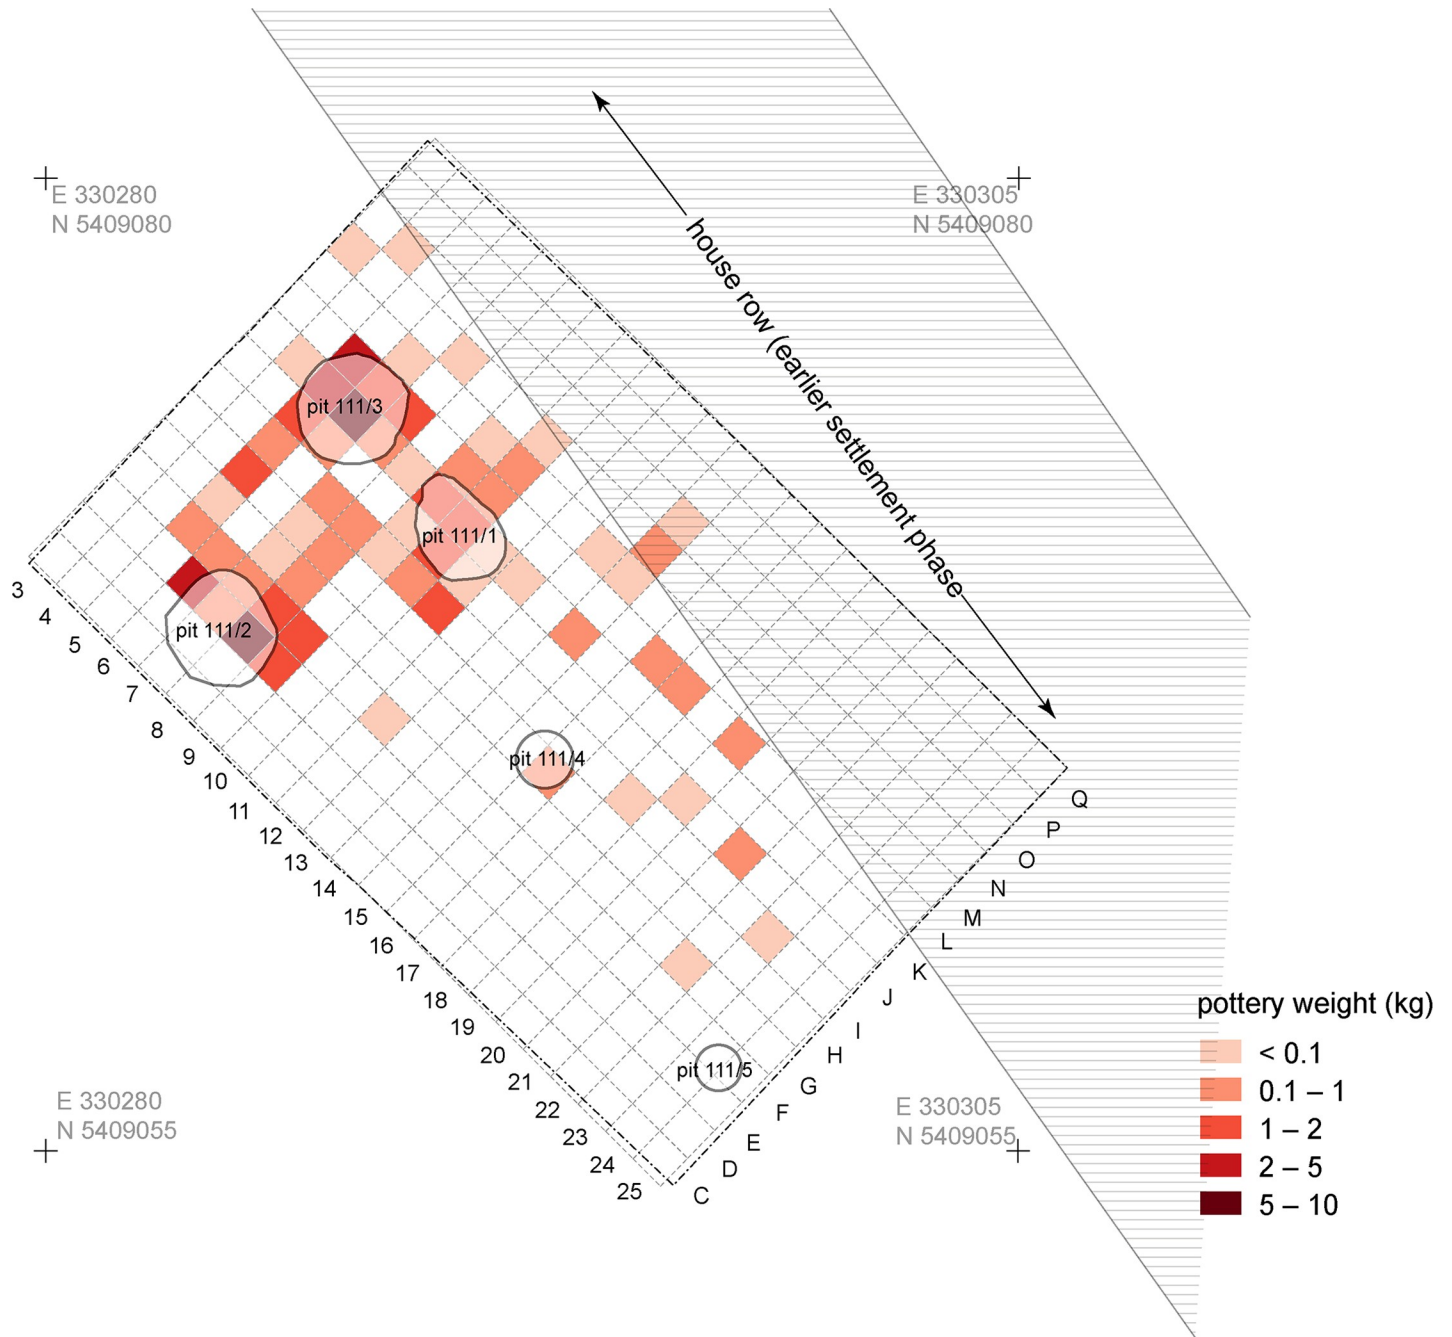 E 330280
N 5409080
E 330305
N 5409080
house row (earlier settlement phase
pit 111/3
pit 111/1
pit 111/2
pit 111/4
pit 111/5
3
4
5
6
7
8
9
10
11
12
13
14
15
16
17
18
19
20
21
22
23
24
25
C
D
E
F
G
H
I
J
K
L
M
N
O
P
Q
E 330280
N 5409055
E 330305
N 5409055
pottery weight (kg)
< 0.1
0.1 – 1
1 – 2
2 – 5
5 – 10